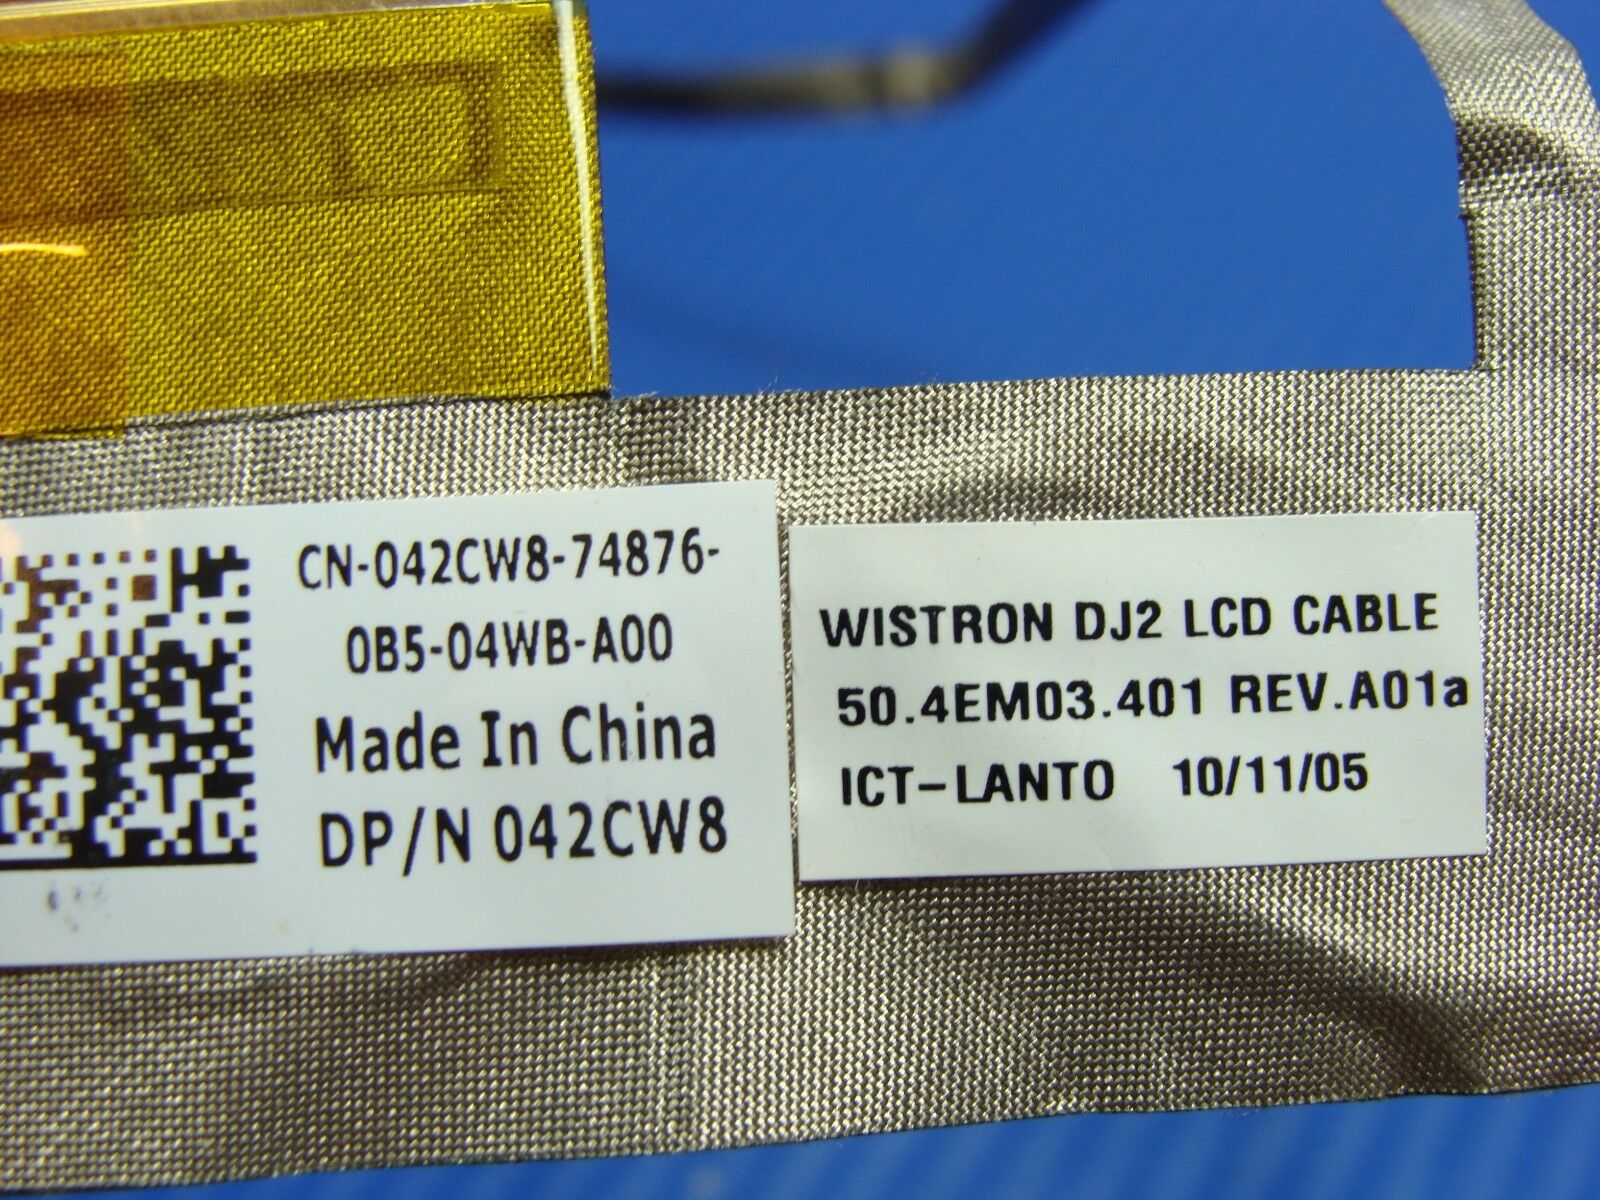 CN-042CW8-74876-
0B5-04WB-A00
Made In China
DP/N 042CW8
WISTRON DJ2 LCD CABLE
50.4EM03.401 REV.A01a
ICT-LANTO 10/11/05